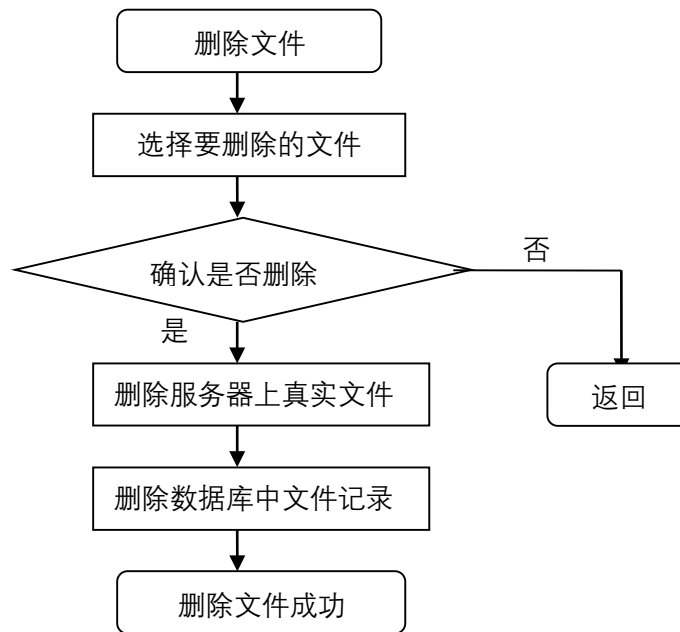 删除文件
选择要删除的文件
确认是否删除
否
是
删除服务器上真实文件
返回
删除数据库中文件记录
删除文件成功